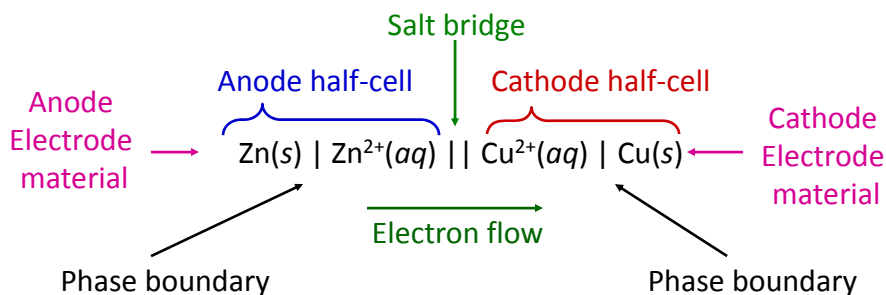 Salt bridge
Anode half-cell
Cathode half-cell
Anode
Electrode
material
Zn(s) | Zn²⁺(aq) || Cu²⁺(aq) | Cu(s)
Cathode
Electrode
material
Electron flow
Phase boundary
Phase boundary